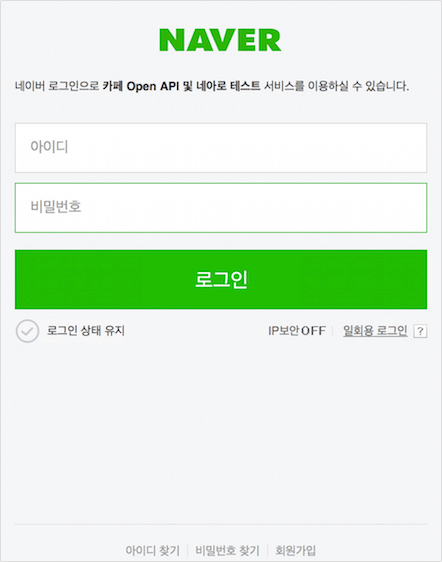 NAVER
네이버 로그인으로 카페 Open API 및 네아로 테스트 서비스를 이용하실 수 있습니다.
아이디
비밀번호
로그인
로그인 상태 유지 IP보안 OFF 일회용 로그인 ?
아이디 찾기 비밀번호 찾기 회원가입